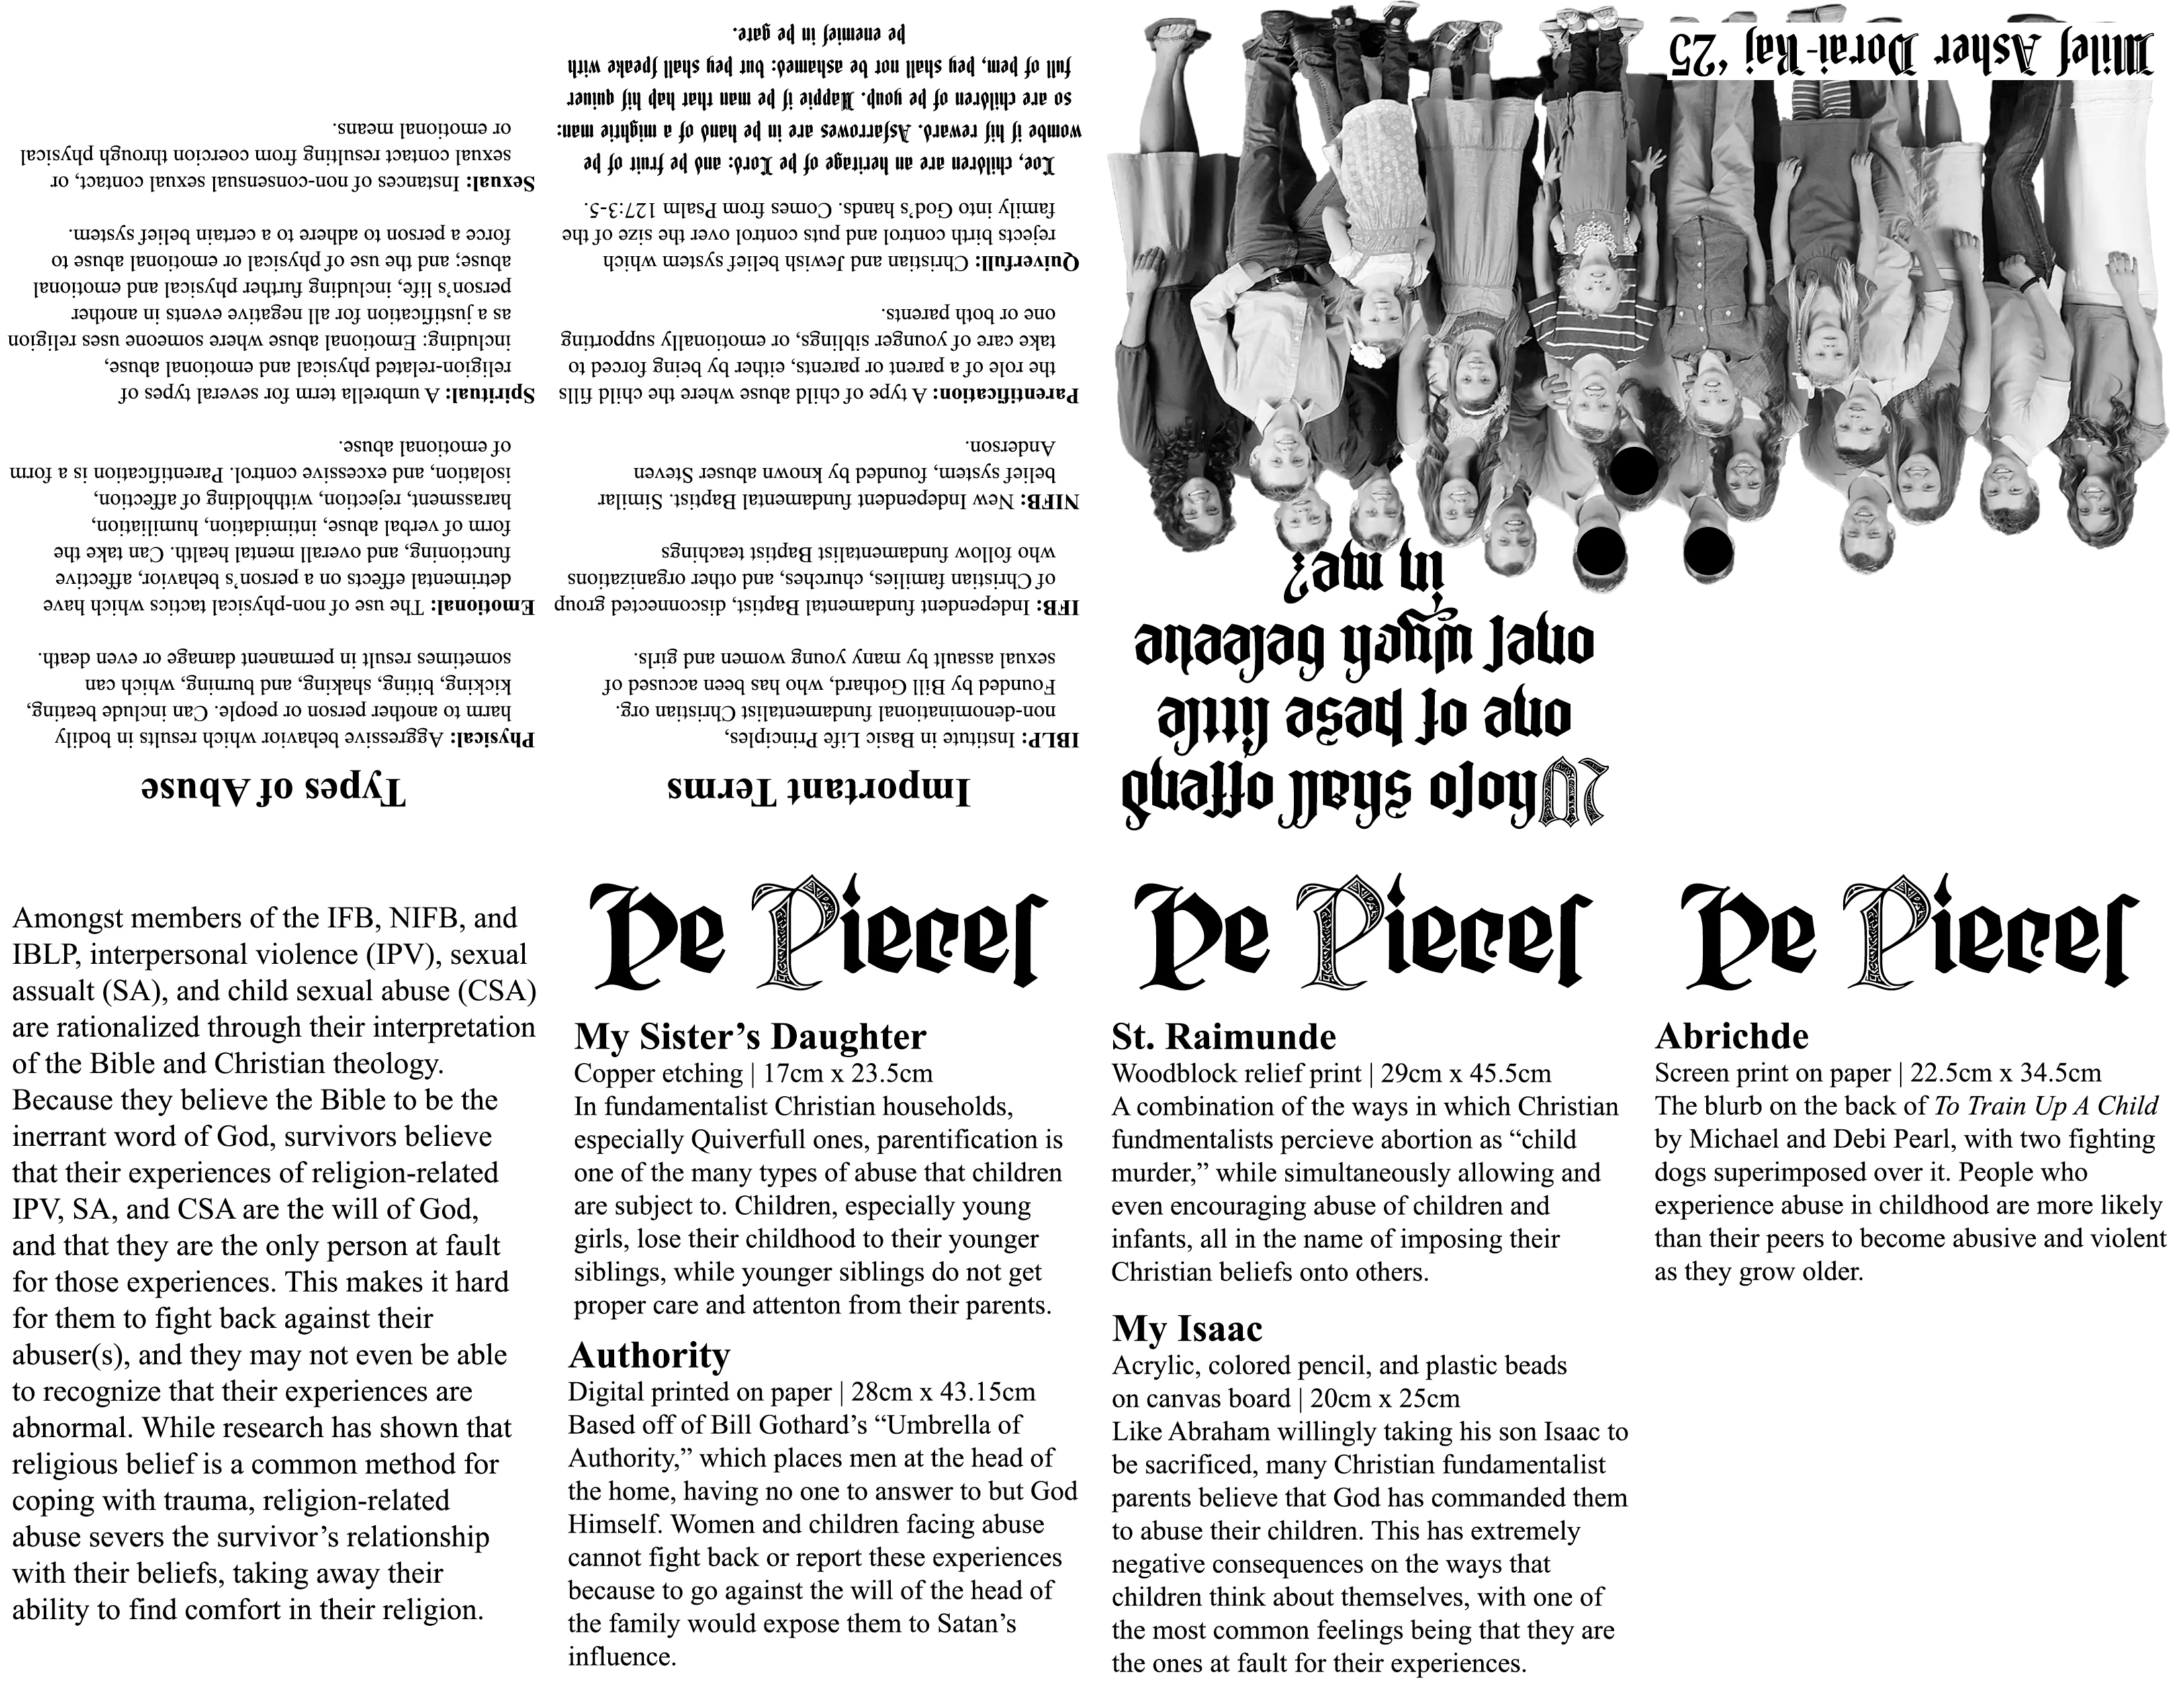 Mileſ Asher Dorai-Raj ‘25
Whoſo shall offend
one of þese little
oneſ which beleeue
in me?
Important Terms
IBLP: Institute in Basic Life Principles,
non-denominational fundamentalist Christian org.
Founded by Bill Gothard, who has been accused of
sexual assault by many young women and girls.
IFB: Independent fundamental Baptist, disconnected group
of Christian families, churches, and other organizations
who follow fundamentalist Baptist teachings
NIFB: New Independent fundamental Baptist. Similar
belief system, founded by known abuser Steven
Anderson.
Parentification: A type of child abuse where the child fills
the role of a parent or parents, either by being forced to
take care of younger siblings, or emotionally supporting
one or both parents.
Quiverfull: Christian and Jewish belief system which
rejects birth control and puts control over the size of the
family into God’s hands. Comes from Psalm 127:3-5.
Loe, children are an heritage of þe Lord: and þe fruit of þe
wombe iſ hiſ reward. Aſarrowes are in þe hand of a mightie man:
so are children of þe youþ. Happie iſ þe man that haþ hiſ quiuer
full of þem, þey shall not be ashamed: but þey shall ſpeake with
þe enemieſ in þe gate.
Types of Abuse
Physical: Aggressive behavior which results in bodily
harm to another person or people. Can include beating,
kicking, biting, shaking, and burning, which can
sometimes result in permanent damage or even death.
Emotional: The use of non-physical tactics which have
detrimental effects on a person’s behavior, affective
functioning, and overall mental health. Can take the
form of verbal abuse, intimidation, humiliation,
harassment, rejection, withholding of affection,
isolation, and excessive control. Parentification is a form
of emotional abuse.
Spiritual: A umbrella term for several types of
religion-related physical and emotional abuse,
including: Emotional abuse where someone uses religion
as a justification for all negative events in another
person’s life, including further physical and emotional
abuse; and the use of physical or emotional abuse to
force a person to adhere to a certain belief system.
Sexual: Instances of non-consensual sexual contact, or
sexual contact resulting from coercion through physical
or emotional means.
Amongst members of the IFB, NIFB, and
IBLP, interpersonal violence (IPV), sexual
assualt (SA), and child sexual abuse (CSA)
are rationalized through their interpretation
of the Bible and Christian theology.
Because they believe the Bible to be the
inerrant word of God, survivors believe
that their experiences of religion-related
IPV, SA, and CSA are the will of God,
and that they are the only person at fault
for those experiences. This makes it hard
for them to fight back against their
abuser(s), and they may not even be able
to recognize that their experiences are
abnormal. While research has shown that
religious belief is a common method for
coping with trauma, religion-related
abuse severs the survivor’s relationship
with their beliefs, taking away their
ability to find comfort in their religion.
Þe Pieceſ
My Sister’s Daughter
Copper etching | 17cm x 23.5cm
In fundamentalist Christian households,
especially Quiverfull ones, parentification is
one of the many types of abuse that children
are subject to. Children, especially young
girls, lose their childhood to their younger
siblings, while younger siblings do not get
proper care and attenton from their parents.
Authority
Digital printed on paper | 28cm x 43.15cm
Based off of Bill Gothard’s “Umbrella of
Authority,” which places men at the head of
the home, having no one to answer to but God
Himself. Women and children facing abuse
cannot fight back or report these experiences
because to go against the will of the head of
the family would expose them to Satan’s
influence.
Þe Pieceſ
St. Raimunde
Woodblock relief print | 29cm x 45.5cm
A combination of the ways in which Christian
fundmentalists percieve abortion as “child
murder,” while simultaneously allowing and
even encouraging abuse of children and
infants, all in the name of imposing their
Christian beliefs onto others.
My Isaac
Acrylic, colored pencil, and plastic beads
on canvas board | 20cm x 25cm
Like Abraham willingly taking his son Isaac to
be sacrificed, many Christian fundamentalist
parents believe that God has commanded them
to abuse their children. This has extremely
negative consequences on the ways that
children think about themselves, with one of
the most common feelings being that they are
the ones at fault for their experiences.
Þe Pieceſ
Abrichde
Screen print on paper | 22.5cm x 34.5cm
The blurb on the back of To Train Up A Child
by Michael and Debi Pearl, with two fighting
dogs superimposed over it. People who
experience abuse in childhood are more likely
than their peers to become abusive and violent
as they grow older.